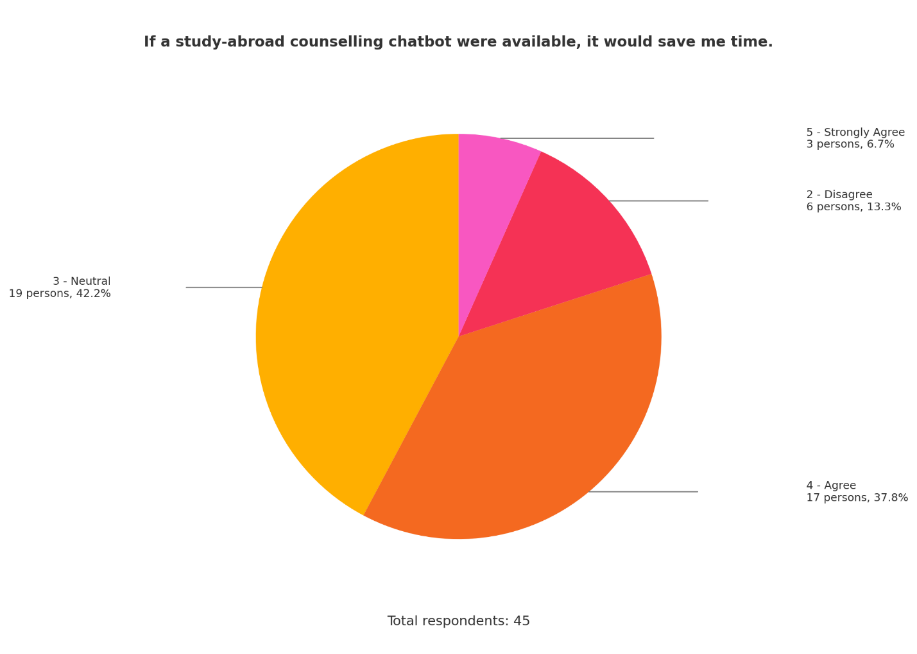 If a study-abroad counselling chatbot were available, it would save me time.
5 - Strongly Agree
3 persons, 6.7%
2 - Disagree
6 persons, 13.3%
3 - Neutral
19 persons, 42.2%
4 - Agree
17 persons, 37.8%
Total respondents: 45